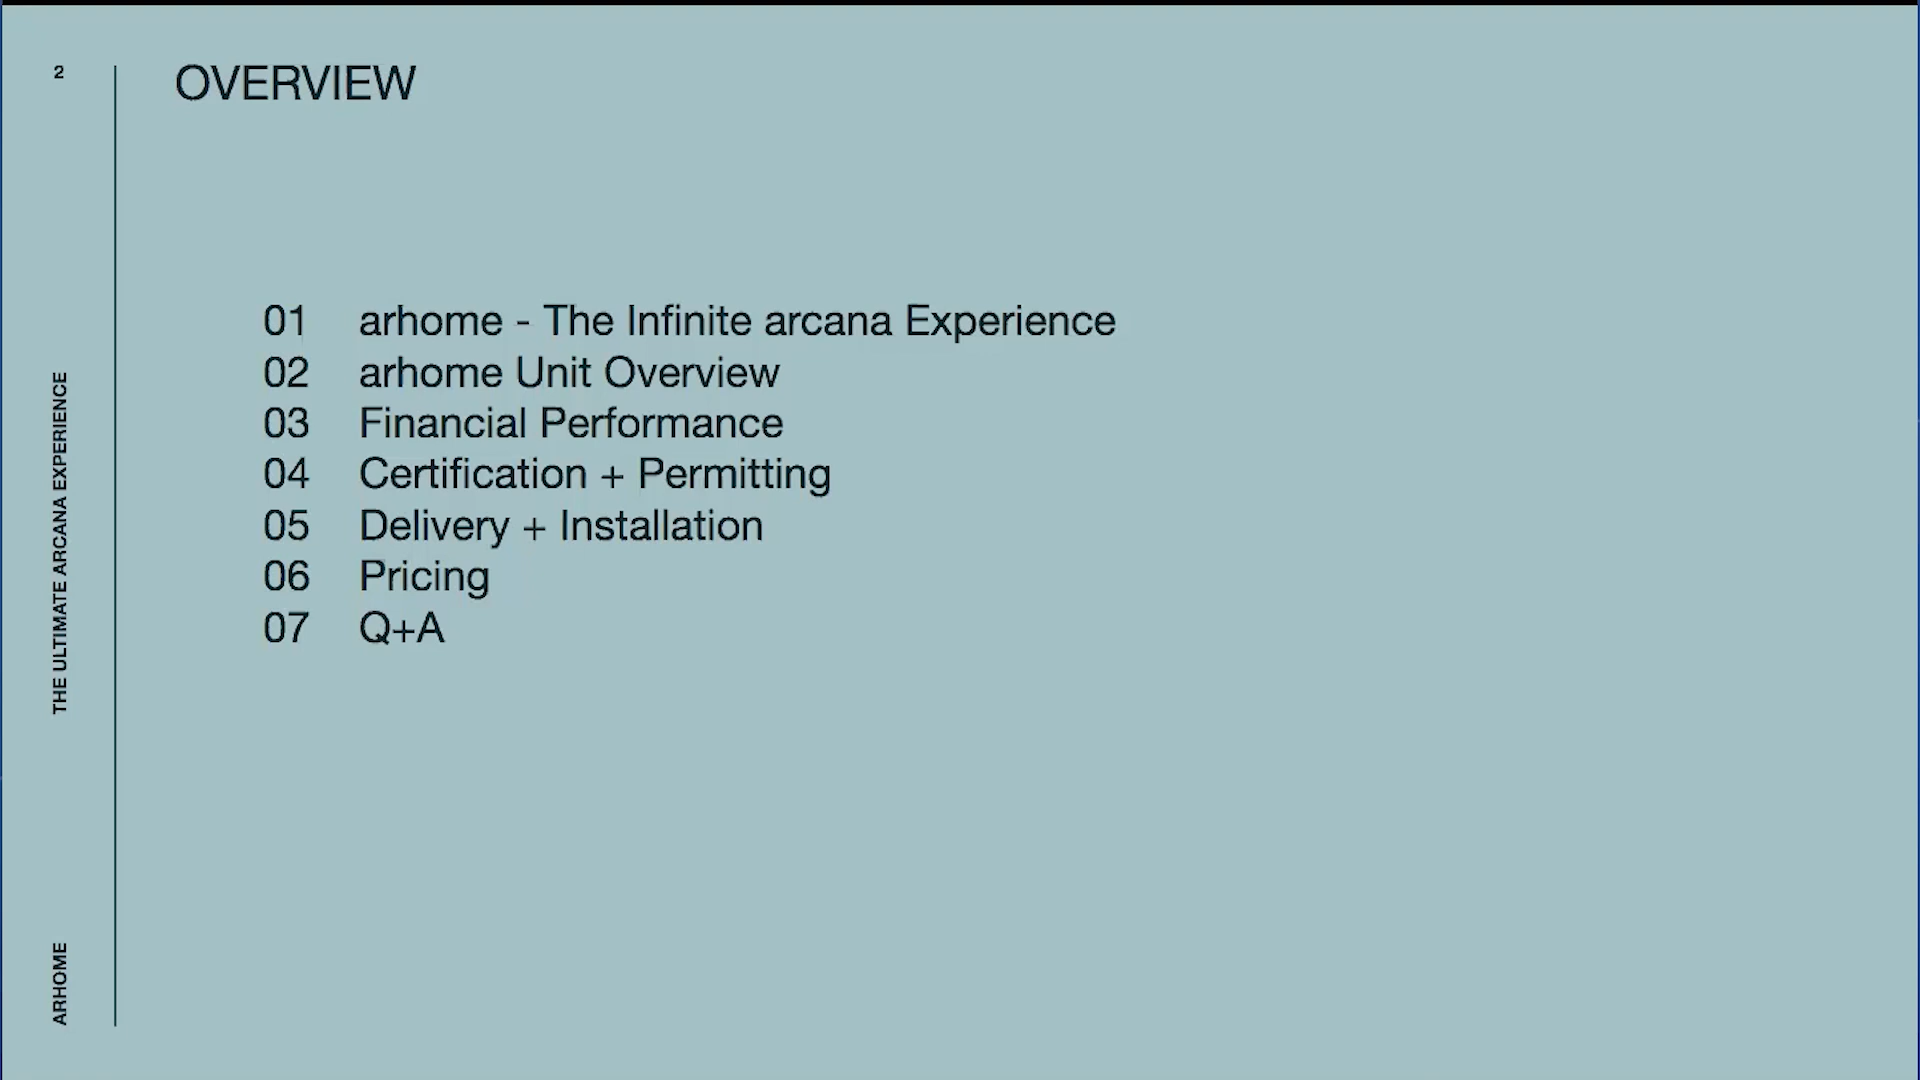 2
OVERVIEW
01 arhome - The Infinite arcana Experience
02 arhome Unit Overview
03 Financial Performance
04 Certification + Permitting
05 Delivery + Installation
06 Pricing
07 Q+A
THE ULTIMATE ARCANA EXPERIENCE
ARHOME